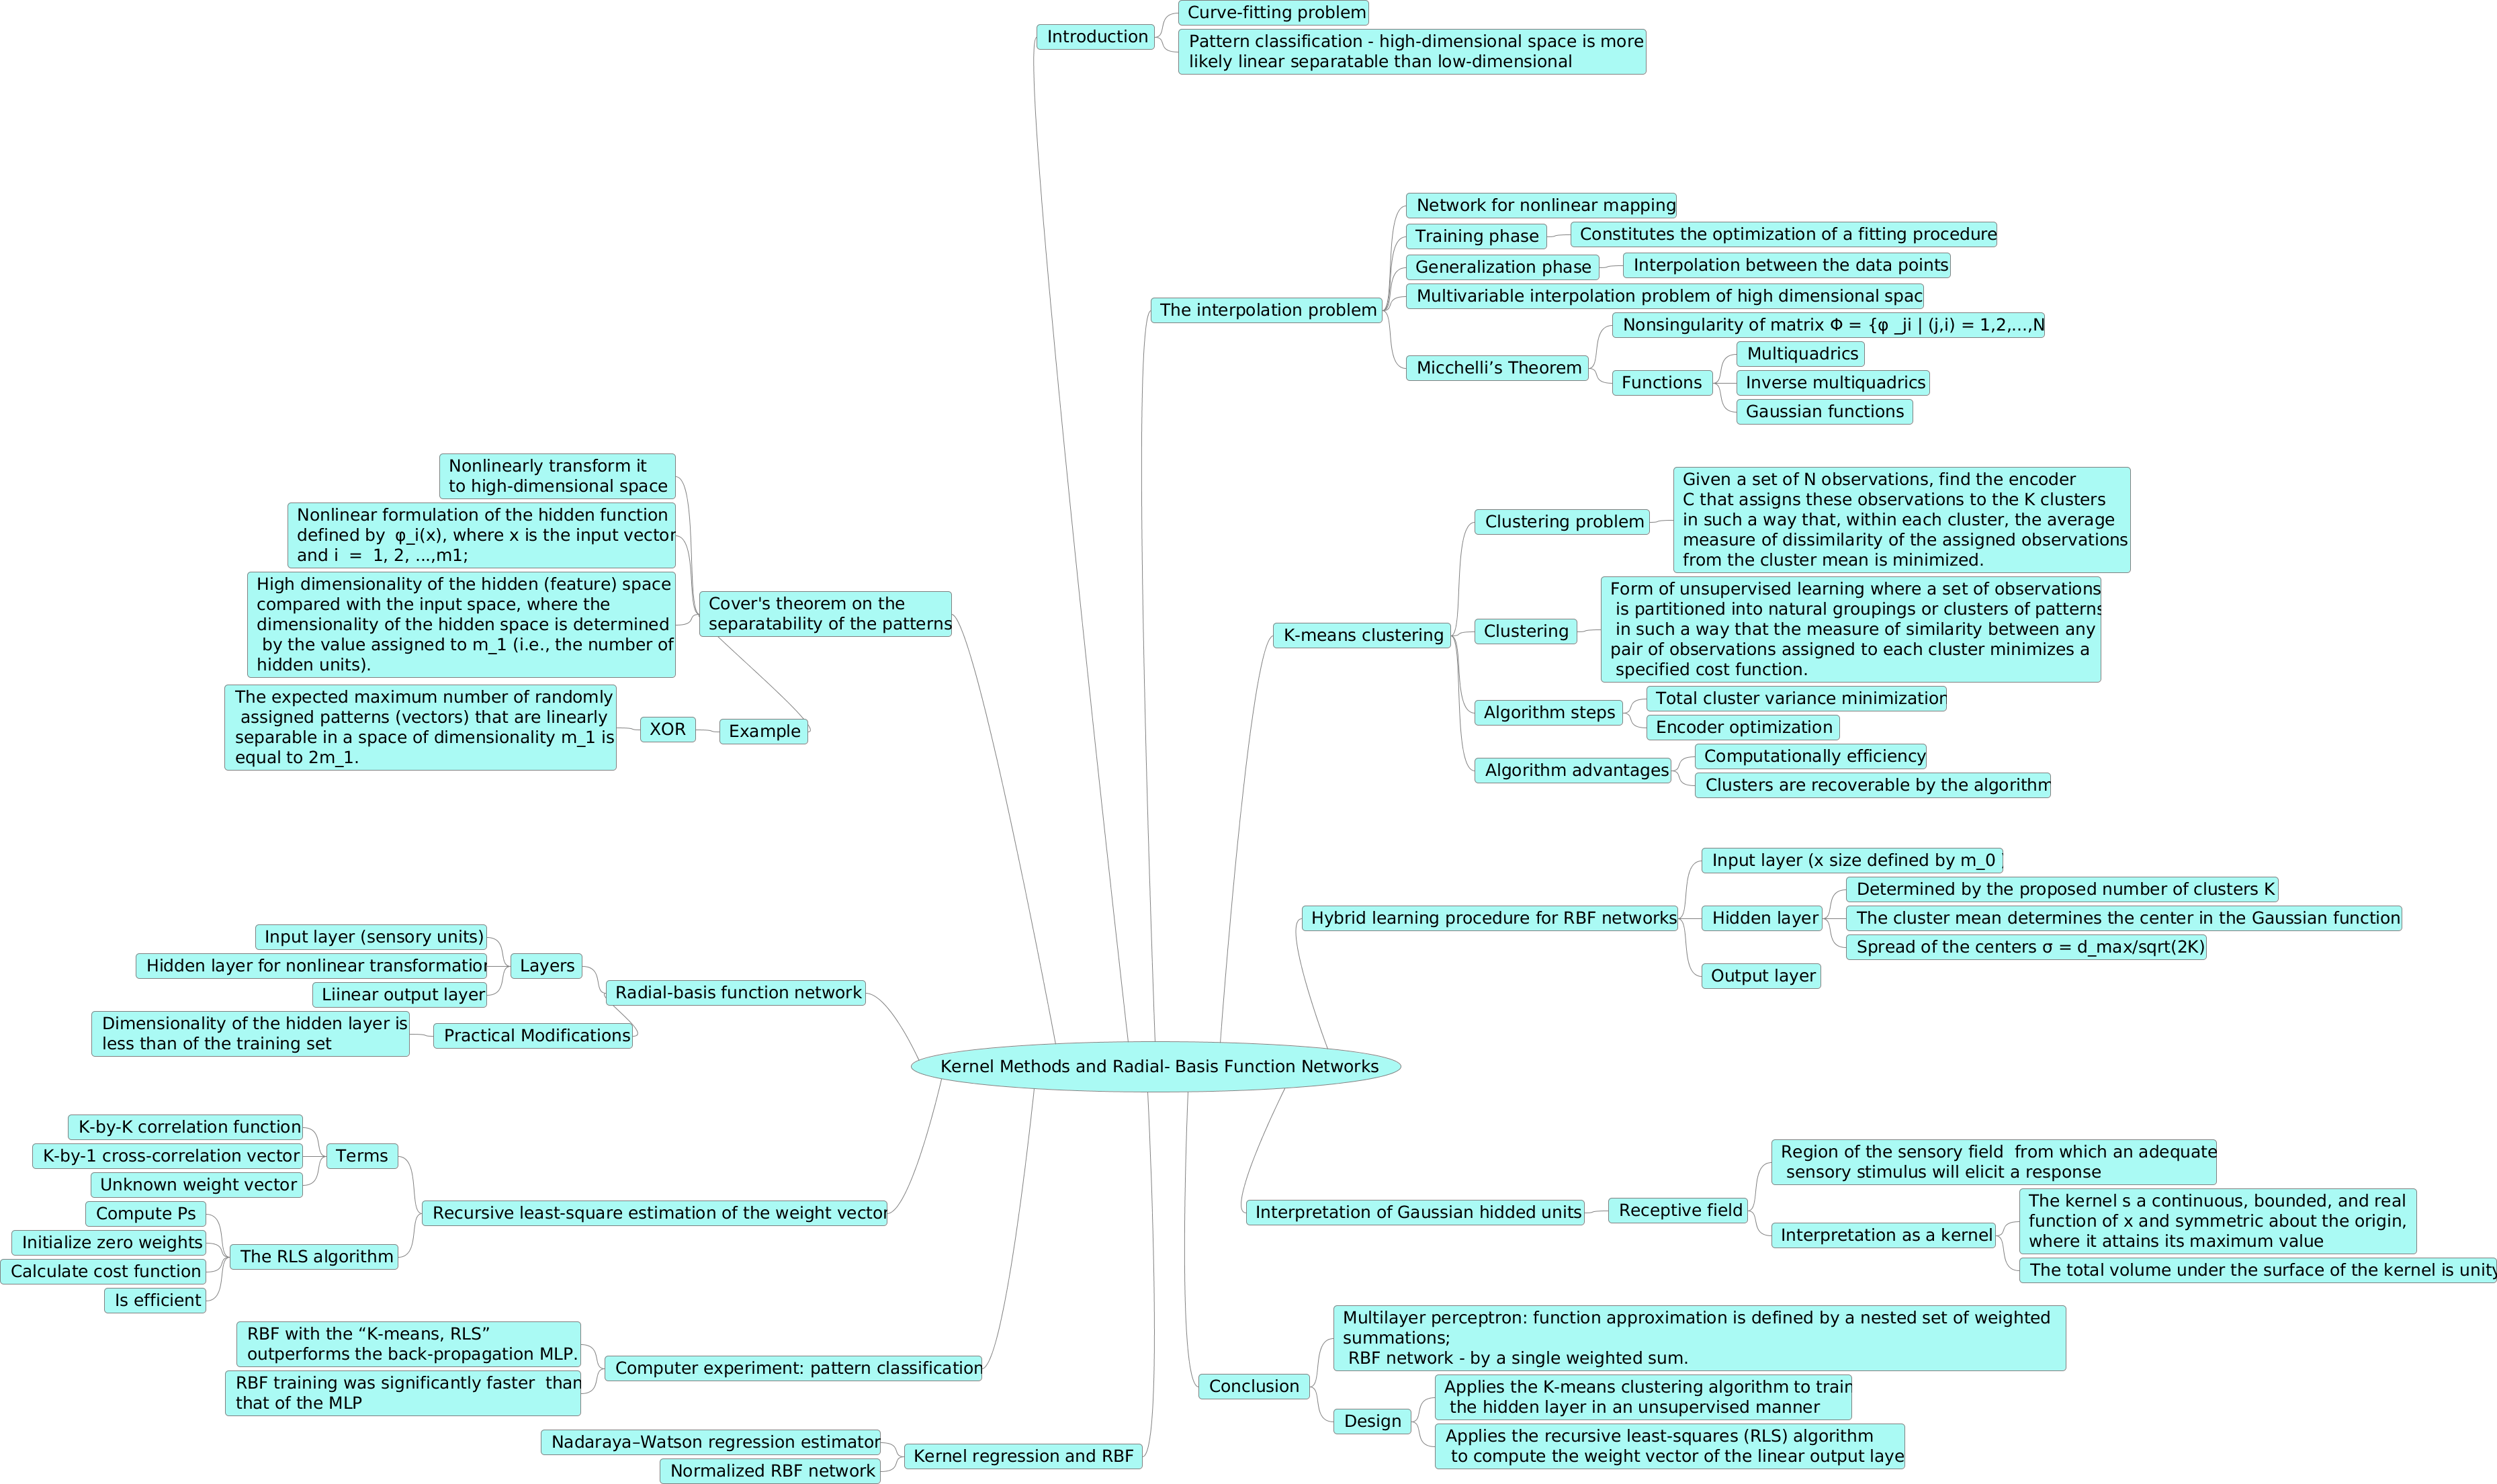 Introduction
Curve-fitting problem
Pattern classification - high-dimensional space is more
likely linear separatable than low-dimensional
The interpolation problem
Network for nonlinear mapping
Training phase
Constitutes the optimization of a fitting procedure
Generalization phase
Interpolation between the data points
Multivariable interpolation problem of high dimensional spac
Micchelli’s Theorem
Nonsingularity of matrix Φ = {φ _ji | (j,i) = 1,2,...,N
Functions
Multiquadrics
Inverse multiquadrics
Gaussian functions
K-means clustering
Clustering problem
Given a set of N observations, find the encoder
C that assigns these observations to the K clusters
in such a way that, within each cluster, the average
measure of dissimilarity of the assigned observations
from the cluster mean is minimized.
Clustering
Form of unsupervised learning where a set of observations
is partitioned into natural groupings or clusters of patterns
in such a way that the measure of similarity between any
pair of observations assigned to each cluster minimizes a
specified cost function.
Algorithm steps
Total cluster variance minimization
Encoder optimization
Algorithm advantages
Computationally efficiency
Clusters are recoverable by the algorithm
Hybrid learning procedure for RBF networks
Input layer (x size defined by m_0 )
Hidden layer
Determined by the proposed number of clusters K
The cluster mean determines the center in the Gaussian function
Spread of the centers σ = d_max/sqrt(2K)
Output layer
Kernel Methods and Radial- Basis Function Networks
Interpretation of Gaussian hidded units
Receptive field
Region of the sensory field  from which an adequate
sensory stimulus will elicit a response
Interpretation as a kernel
The kernel s a continuous, bounded, and real
function of x and symmetric about the origin,
where it attains its maximum value
The total volume under the surface of the kernel is unity
Conclusion
Multilayer perceptron: function approximation is defined by a nested set of weighted
summations;
RBF network - by a single weighted sum.
Design
Applies the K-means clustering algorithm to train
the hidden layer in an unsupervised manner
Applies the recursive least-squares (RLS) algorithm
to compute the weight vector of the linear output laye
Cover's theorem on the
separatability of the patterns
Nonlinearly transform it
to high-dimensional space
Nonlinear formulation of the hidden function
defined by  φ_i(x), where x is the input vector
and i  =  1, 2, ...,m1;
High dimensionality of the hidden (feature) space
compared with the input space, where the
dimensionality of the hidden space is determined
by the value assigned to m_1 (i.e., the number of
hidden units).
Example
XOR
The expected maximum number of randomly
assigned patterns (vectors) that are linearly
separable in a space of dimensionality m_1 is
equal to 2m_1.
Radial-basis function network
Layers
Input layer (sensory units)
Hidden layer for nonlinear transformation
Liinear output layer
Practical Modifications
Dimensionality of the hidden layer is
less than of the training set
Recursive least-square estimation of the weight vector
Terms
K-by-K correlation function
K-by-1 cross-correlation vector
Unknown weight vector
The RLS algorithm
Compute Ps
Initialize zero weights
Calculate cost function
Is efficient
Computer experiment: pattern classification
RBF with the “K-means, RLS”
outperforms the back-propagation MLP.
RBF training was significantly faster  than
that of the MLP
Kernel regression and RBF
Nadaraya–Watson regression estimator
Normalized RBF network